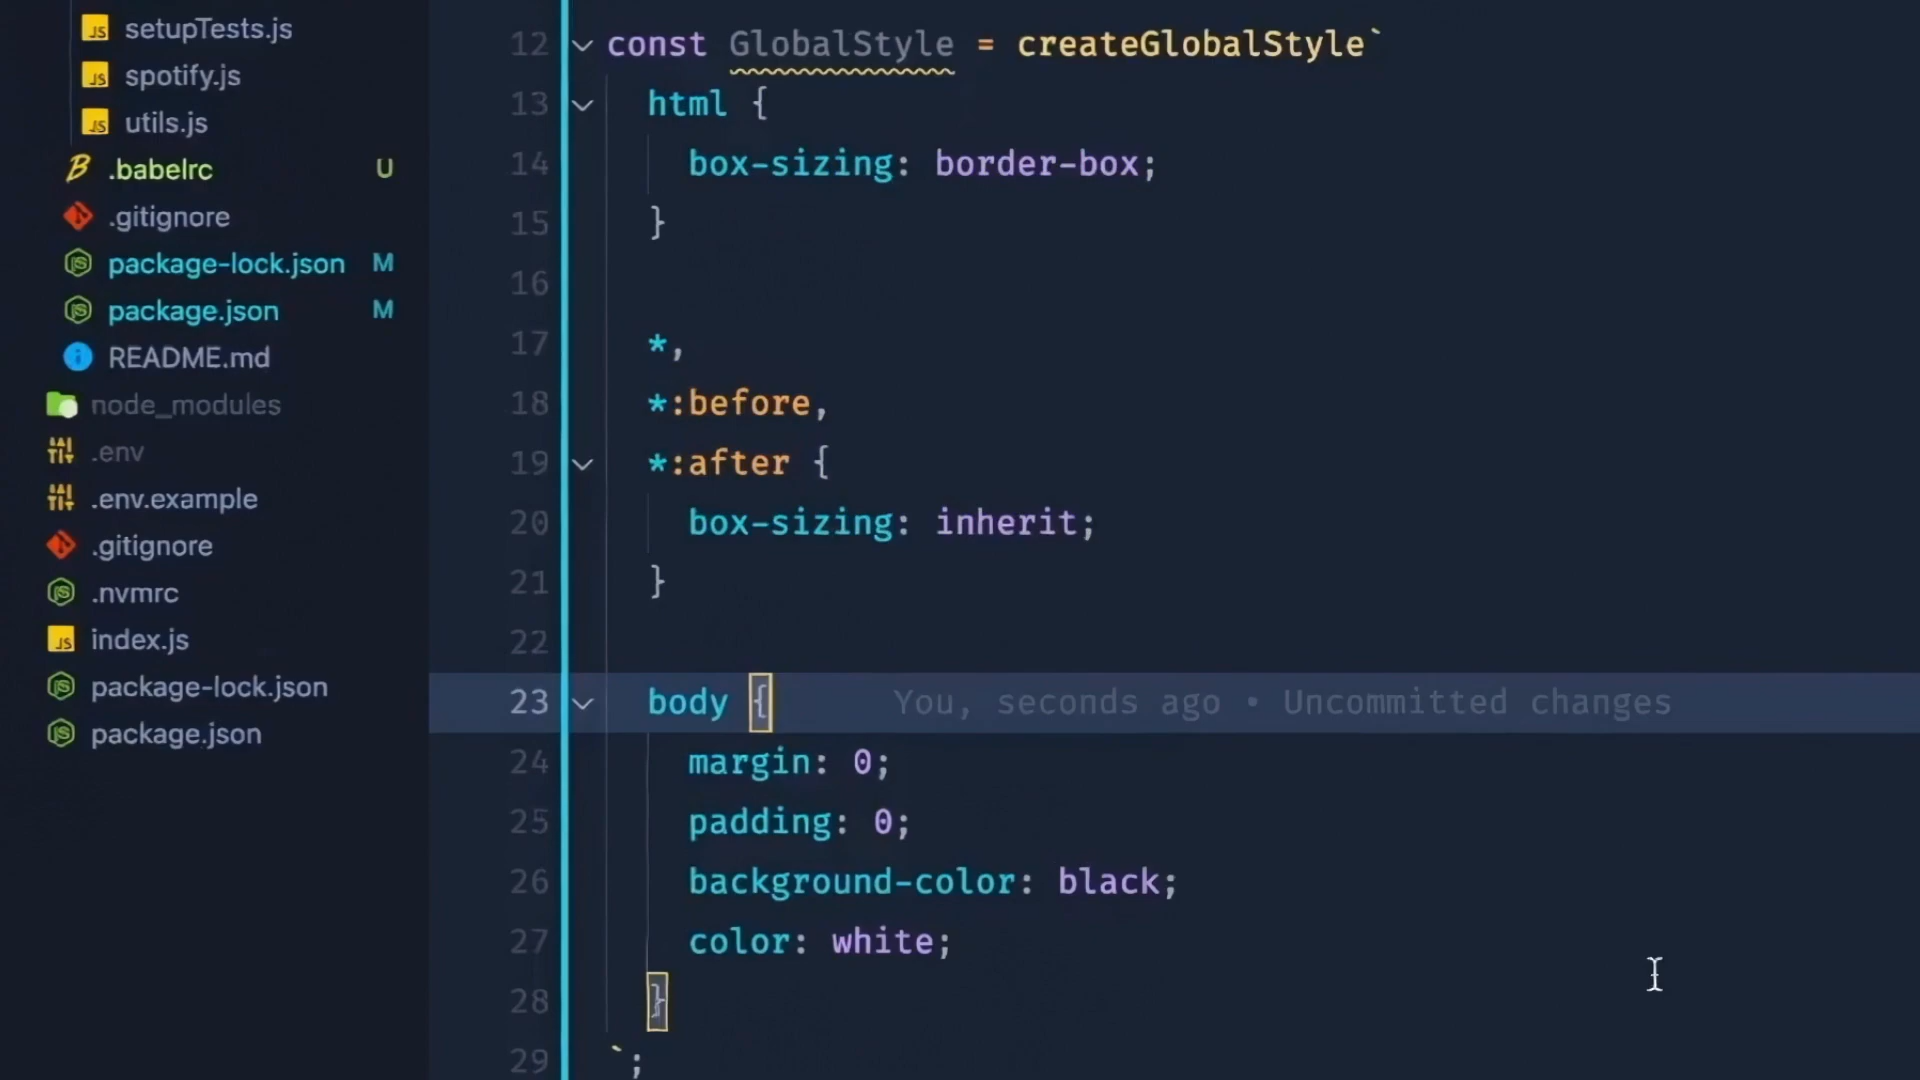 setupTests.js
spotify.js
utils.js
.babelrc U
.gitignore
package-lock.json M
package.json M
README.md
node_modules
.env
.env.example
.gitignore
.nvmrc
index.js
package-lock.json
package.json
12 const GlobalStyle = createGlobalStyle`
13 html {
14 box-sizing: border-box;
15 }
16
17 *,
18 *:before,
19 *:after {
20 box-sizing: inherit;
21 }
22
23 body { You, seconds ago • Uncommitted changes
24 margin: 0;
25 padding: 0;
26 background-color: black;
27 color: white;
28 }
29 `;